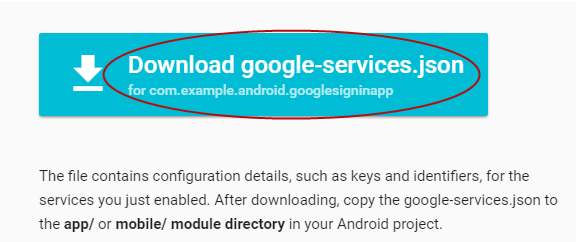 Download google-services.json
for com.example.android.googlesigninapp
The file contains configuration details, such as keys and identifiers, for the
services you just enabled. After downloading, copy the google-services.json to
the app/ or mobile/ module directory in your Android project.